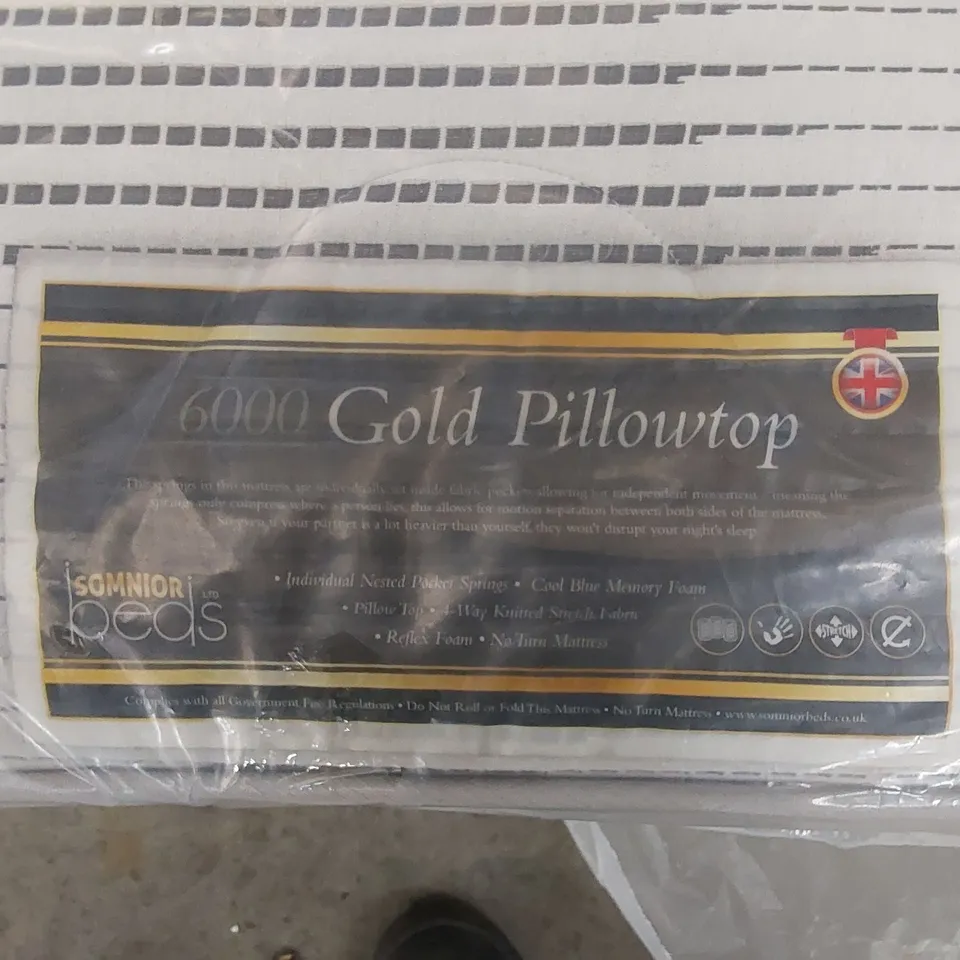 6000 Gold Pillowtop
The springs in this mattress are individually set inside fabric pockets allowing for independent movement - meaning the
springs only compress where a person lies, this allows for motion separation between both sides of the mattress.
So even if your partner is a lot heavier than yourself, they won't disrupt your night's sleep
• Individual Nested Pocket Springs • Cool Blue Memory Foam
• Pillow Top • 4-Way Knitted Stretch Fabric
• Reflex Foam • No Turn Mattress
SOMNIOR
beds LTD
STRETCH
Complies with all Government Fire Regulations • Do Not Roll or Fold This Mattress • No Turn Mattress • www.somniorbeds.co.uk